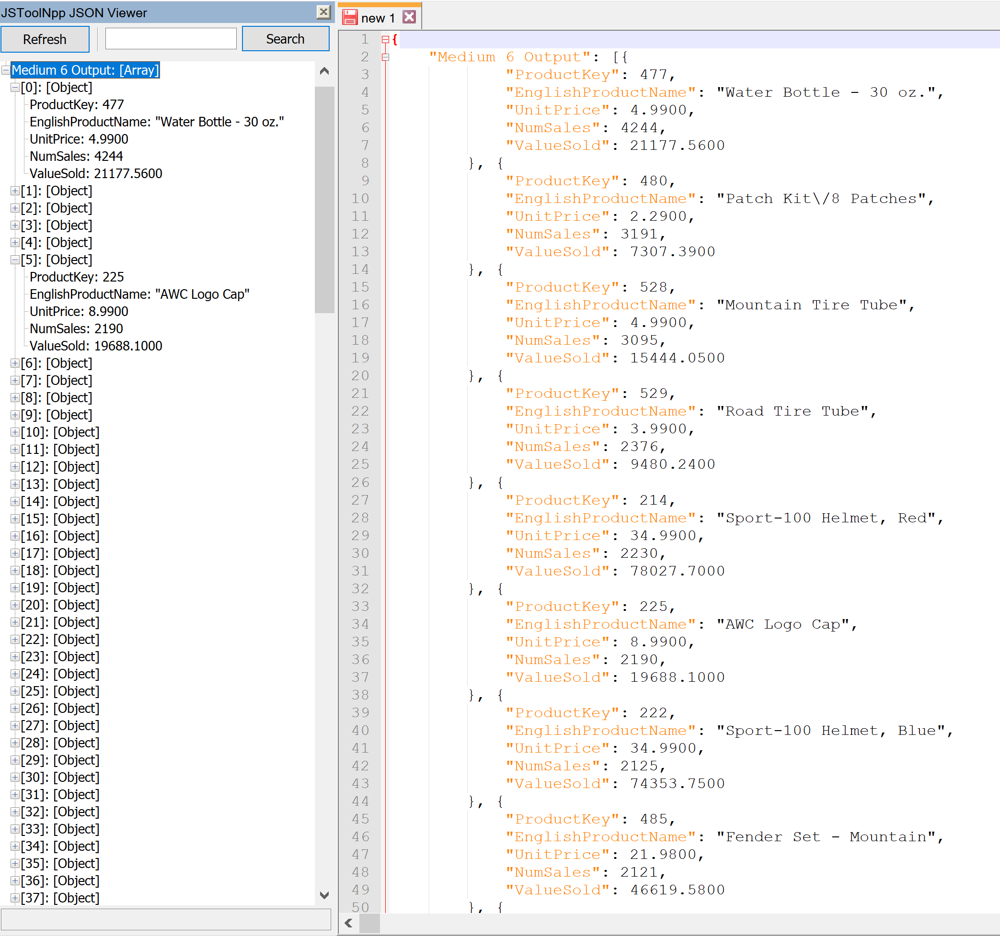 JSToolNpp JSON Viewer
Refresh
Search
Medium 6 Output: [Array]
[0]: [Object]
ProductKey: 477
EnglishProductName: "Water Bottle - 30 oz."
UnitPrice: 4.9900
NumSales: 4244
ValueSold: 21177.5600
[1]: [Object]
[2]: [Object]
[3]: [Object]
[4]: [Object]
[5]: [Object]
ProductKey: 225
EnglishProductName: "AWC Logo Cap"
UnitPrice: 8.9900
NumSales: 2190
ValueSold: 19688.1000
[6]: [Object]
[7]: [Object]
[8]: [Object]
[9]: [Object]
[10]: [Object]
[11]: [Object]
[12]: [Object]
[13]: [Object]
[14]: [Object]
[15]: [Object]
[16]: [Object]
[17]: [Object]
[18]: [Object]
[19]: [Object]
[20]: [Object]
[21]: [Object]
[22]: [Object]
[23]: [Object]
[24]: [Object]
[25]: [Object]
[26]: [Object]
[27]: [Object]
[28]: [Object]
[29]: [Object]
[30]: [Object]
[31]: [Object]
[32]: [Object]
[33]: [Object]
[34]: [Object]
[35]: [Object]
[36]: [Object]
[37]: [Object]
new 1
1 {
2 "Medium 6 Output": [{
3 "ProductKey": 477,
4 "EnglishProductName": "Water Bottle - 30 oz.",
5 "UnitPrice": 4.9900,
6 "NumSales": 4244,
7 "ValueSold": 21177.5600
8 }, {
9 "ProductKey": 480,
10 "EnglishProductName": "Patch Kit\/8 Patches",
11 "UnitPrice": 2.2900,
12 "NumSales": 3191,
13 "ValueSold": 7307.3900
14 }, {
15 "ProductKey": 528,
16 "EnglishProductName": "Mountain Tire Tube",
17 "UnitPrice": 4.9900,
18 "NumSales": 3095,
19 "ValueSold": 15444.0500
20 }, {
21 "ProductKey": 529,
22 "EnglishProductName": "Road Tire Tube",
23 "UnitPrice": 3.9900,
24 "NumSales": 2376,
25 "ValueSold": 9480.2400
26 }, {
27 "ProductKey": 214,
28 "EnglishProductName": "Sport-100 Helmet, Red",
29 "UnitPrice": 34.9900,
30 "NumSales": 2230,
31 "ValueSold": 78027.7000
32 }, {
33 "ProductKey": 225,
34 "EnglishProductName": "AWC Logo Cap",
35 "UnitPrice": 8.9900,
36 "NumSales": 2190,
37 "ValueSold": 19688.1000
38 }, {
39 "ProductKey": 222,
40 "EnglishProductName": "Sport-100 Helmet, Blue",
41 "UnitPrice": 34.9900,
42 "NumSales": 2125,
43 "ValueSold": 74353.7500
44 }, {
45 "ProductKey": 485,
46 "EnglishProductName": "Fender Set - Mountain",
47 "UnitPrice": 21.9800,
48 "NumSales": 2121,
49 "ValueSold": 46619.5800
50 }, {